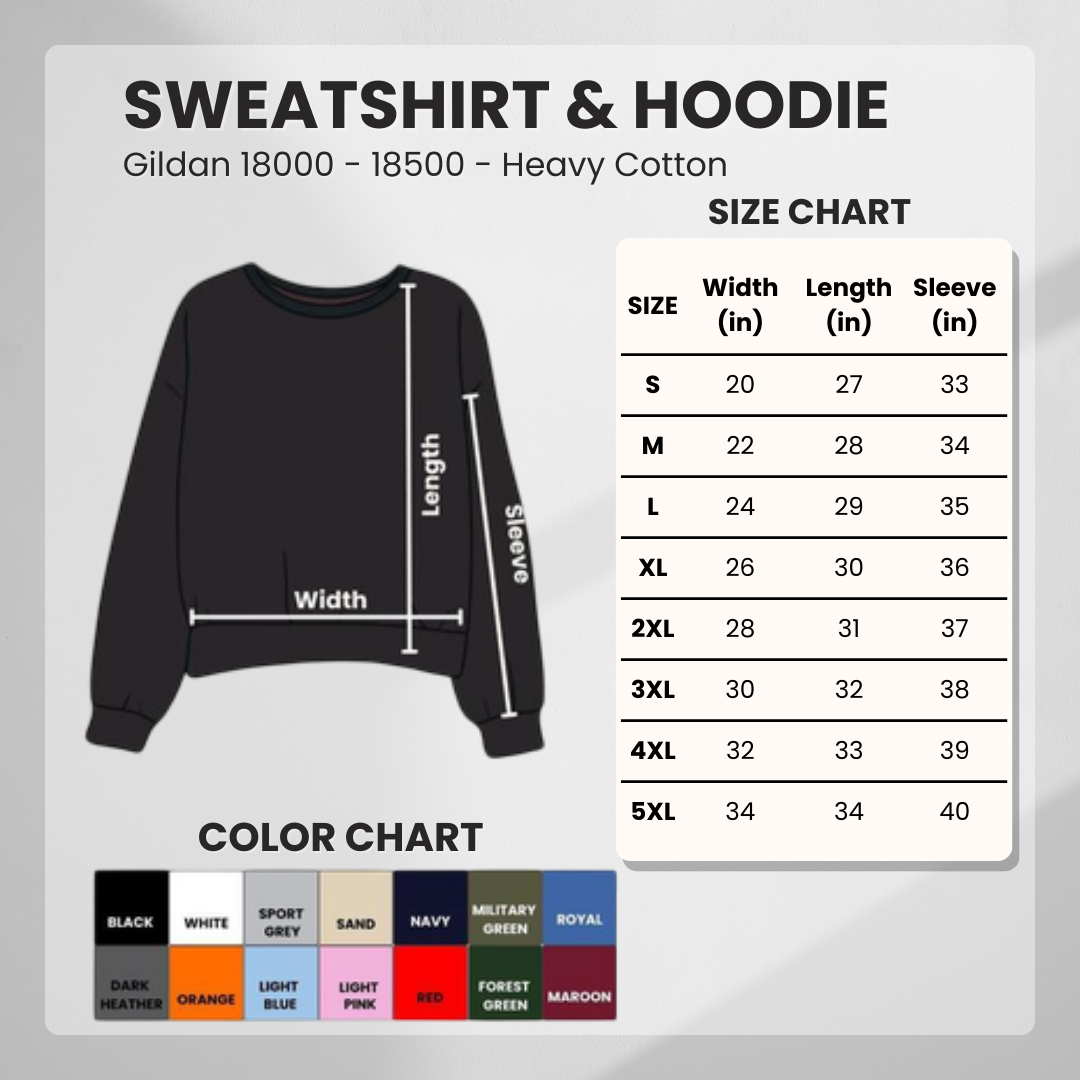 SWEATSHIRT & HOODIE
Gildan 18000 - 18500 - Heavy Cotton
SIZE CHART
SIZE Width (in) Length (in) Sleeve (in)
S 20 27 33
M 22 28 34
L 24 29 35
XL 26 30 36
2XL 28 31 37
3XL 30 32 38
4XL 32 33 39
5XL 34 34 40
Length
Sleeve
Width
COLOR CHART
BLACK WHITE SPORT GREY SAND NAVY MILITARY GREEN ROYAL
DARK HEATHER ORANGE LIGHT BLUE LIGHT PINK RED FOREST GREEN MAROON